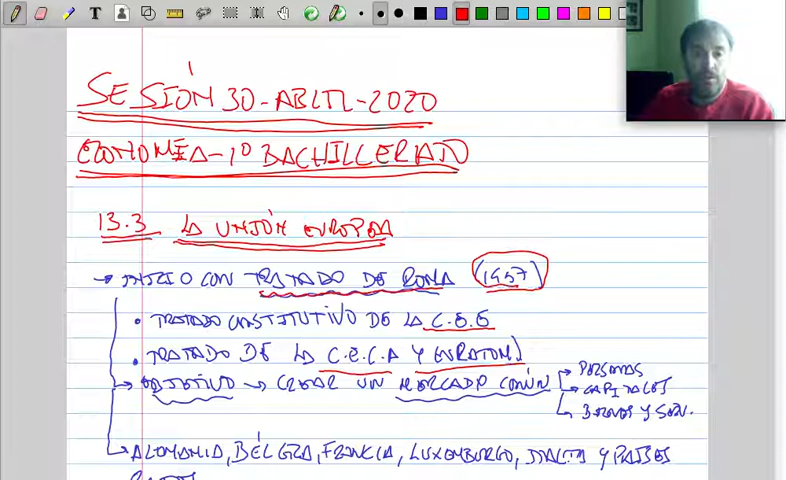 SESIÓN 30-ABRIL-2020
ECONOMÍA-1º BACHILLERATO
13.3 LA UNIÓN EUROPEA
→ INICIO CON TRATADO DE ROMA (1957)
• TRATADO CONSTITUTIVO DE LA C.E.E
• TRATADO DE LA C.E.C.A Y EURATOM)
→ OBJETIVO → CREAR UN MERCADO COMÚN → PERSONAS
→ CAPITALES
→ BIENES Y SERV.
→ ALEMANIA, BÉLGICA, FRANCIA, LUXEMBURGO, Y PAÍSES